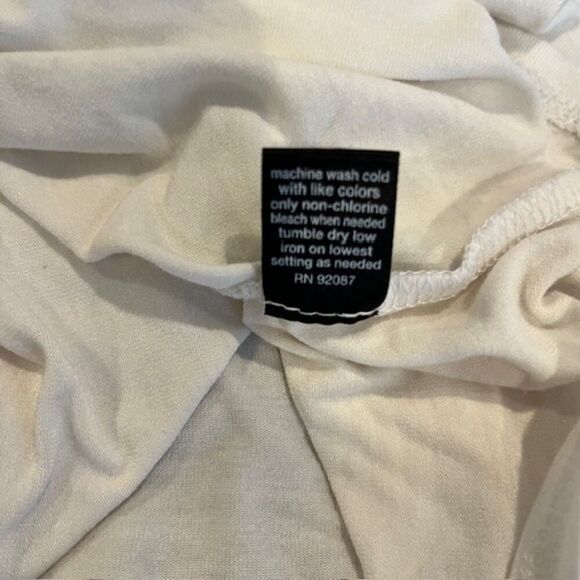 machine wash cold
with like colors
only non-chlorine
bleach when needed
tumble dry low
iron on lowest
setting as needed
RN 92087